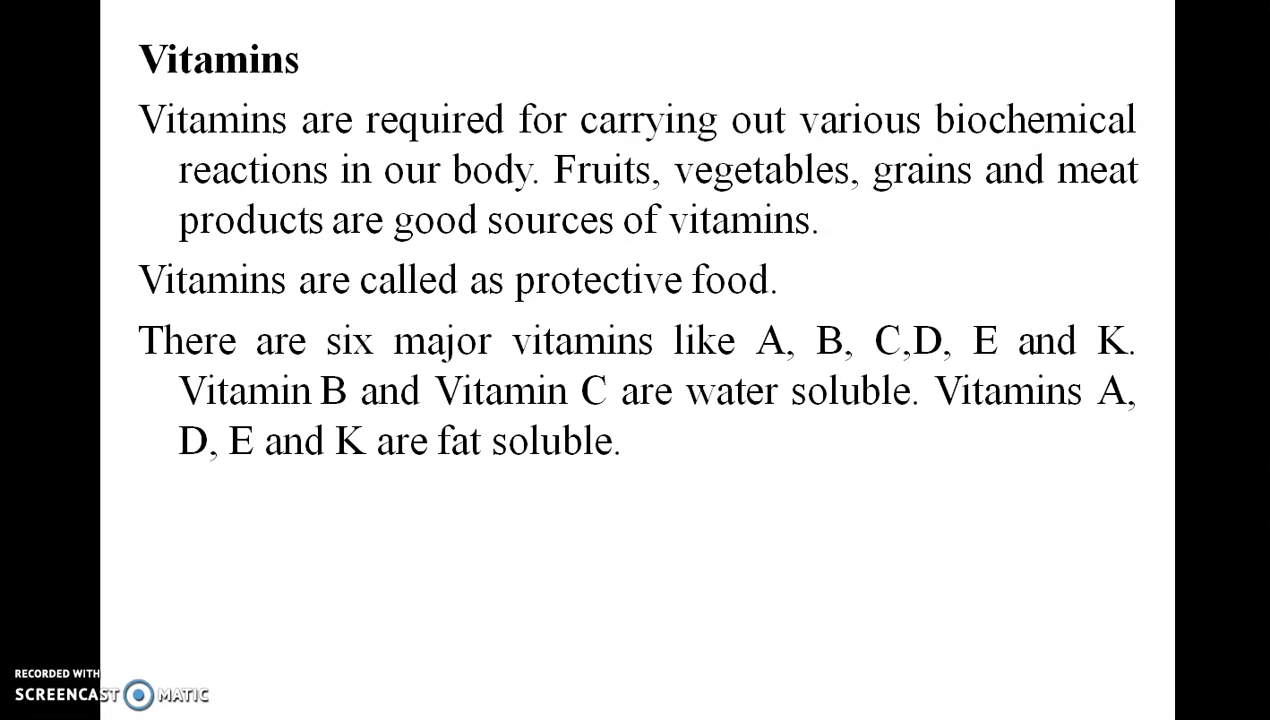 Vitamins
Vitamins are required for carrying out various biochemical
reactions in our body. Fruits, vegetables, grains and meat
products are good sources of vitamins.
Vitamins are called as protective food.
There are six major vitamins like A, B, C,D, E and K.
Vitamin B and Vitamin C are water soluble. Vitamins A,
D, E and K are fat soluble.
RECORDED WITH
SCREENCAST MATIC